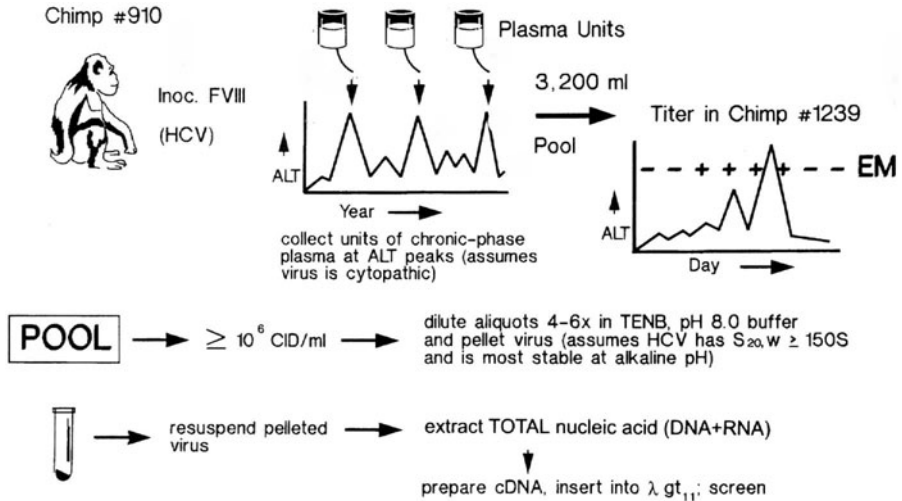 Chimp #910
Inoc. FVIII
(HCV)
Plasma Units
3,200 ml
Pool
ALT
Year
collect units of chronic-phase
plasma at ALT peaks (assumes
virus is cytopathic)
Titer in Chimp #1239
- - + + + + - - EM
ALT
Day
POOL
≥ 10⁶ CID/ml
dilute aliquots 4-6x in TENB, pH 8.0 buffer
and pellet virus (assumes HCV has S₂₀,w ≥ 150S
and is most stable at alkaline pH)
resuspend pelleted
virus
extract TOTAL nucleic acid (DNA+RNA)
prepare cDNA, insert into λ gt₁₁; screen